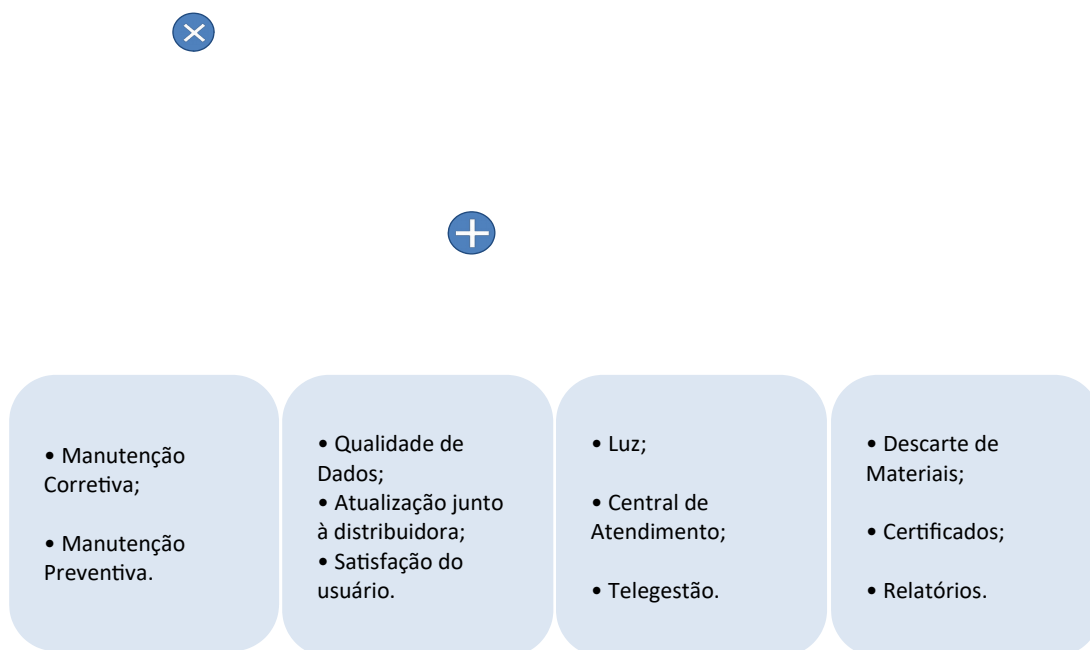 • Manutenção
Corretiva;
• Manutenção
Preventiva.
• Qualidade de
Dados;
• Atualização junto
à distribuidora;
• Satisfação do
usuário.
• Luz;
• Central de
Atendimento;
• Telegestão.
• Descarte de
Materiais;
• Certificados;
• Relatórios.